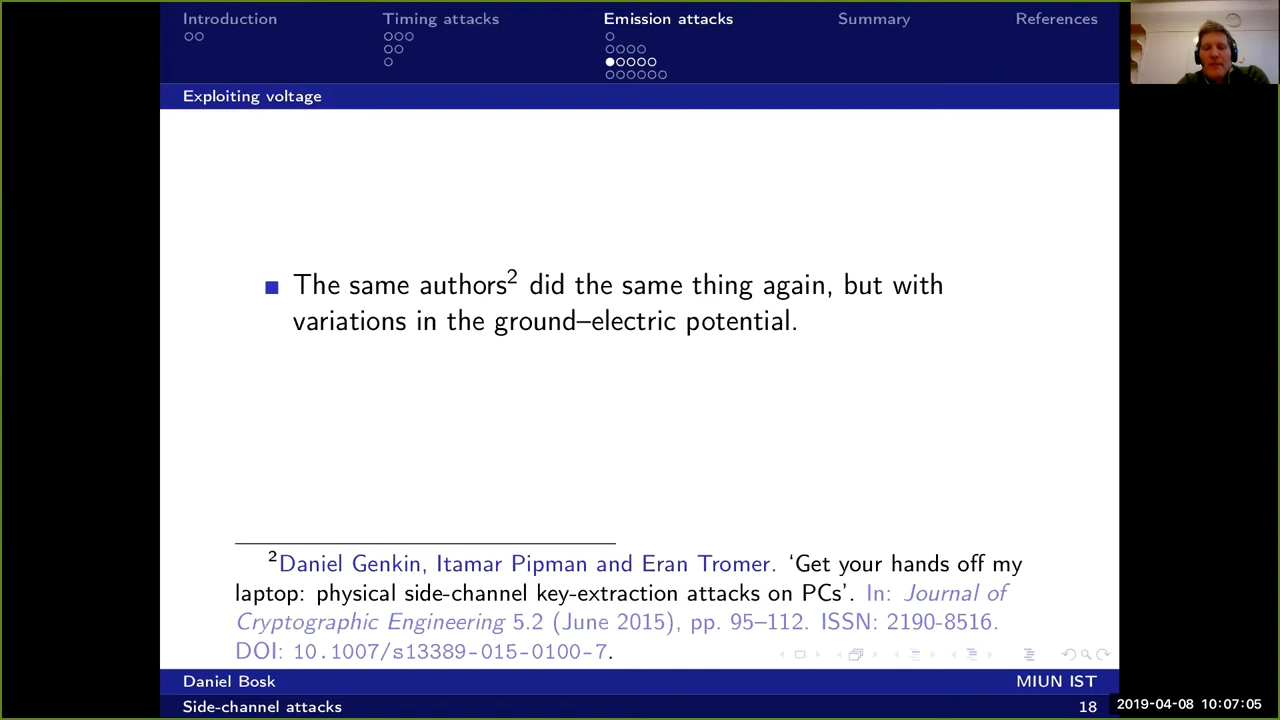 Introduction Timing attacks Emission attacks Summary References
Exploiting voltage
The same authors2 did the same thing again, but with
variations in the ground–electric potential.
2Daniel Genkin, Itamar Pipman and Eran Tromer. ‘Get your hands off my
laptop: physical side-channel key-extraction attacks on PCs’. In: Journal of
Cryptographic Engineering 5.2 (June 2015), pp. 95–112. ISSN: 2190-8516.
DOI: 10.1007/s13389-015-0100-7.
Daniel Bosk MIUN IST
Side-channel attacks 18
2019-04-08 10:07:05